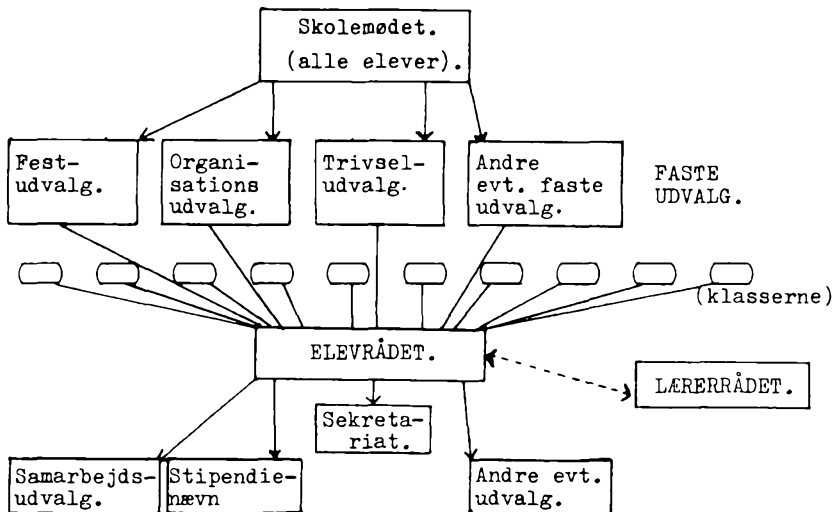 Skolemødet.
(alle elever).
Fest-
udvalg.
Organi-
sations
udvalg.
Trivsel-
udvalg.
Andre
evt. faste
udvalg.
FASTE
UDVALG.
(klasserne)
ELEVRÅDET.
LÆRERRÅDET.
Sekreta-
riat.
Samarbejds-
udvalg.
Stipendie-
nævn
Andre evt.
udvalg.